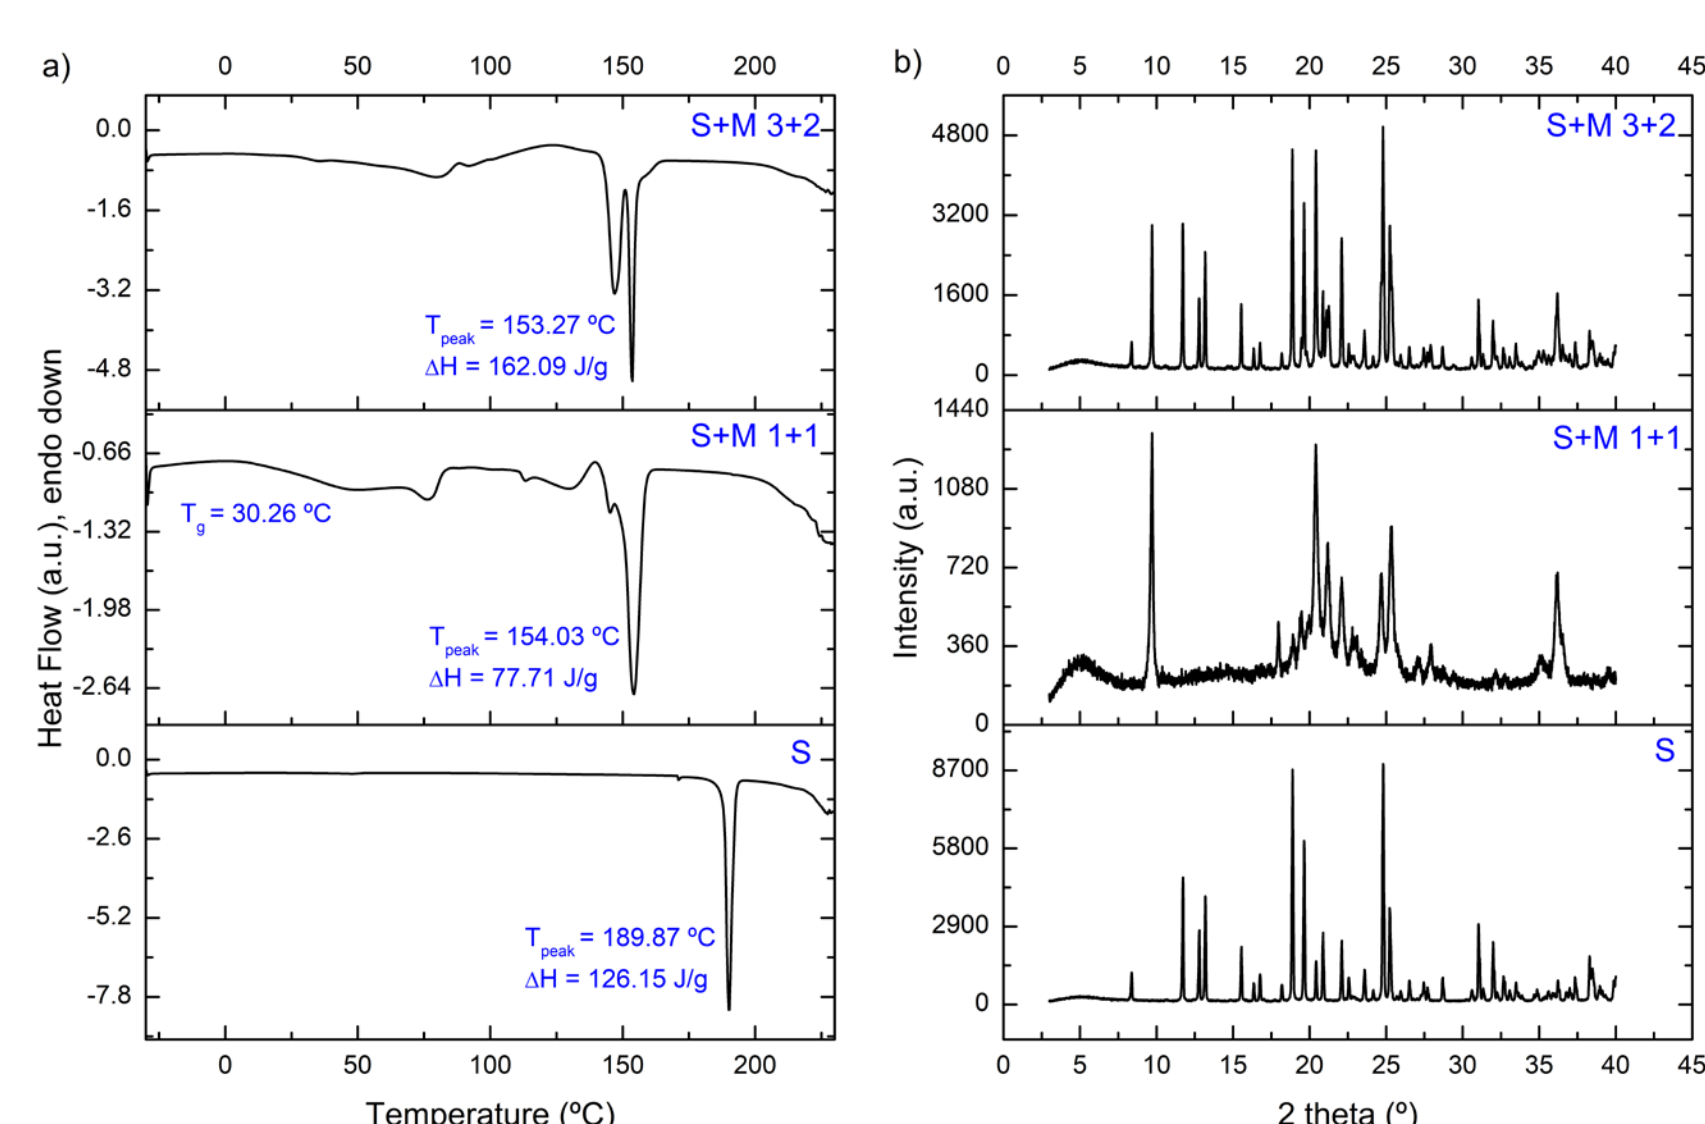 a)
0 50 100 150 200
S+M 3+2
0.0
-1.6
-3.2
-4.8
T_peak = 153.27 ºC
ΔH = 162.09 J/g
S+M 1+1
-0.66
-1.32
-1.98
-2.64
T_g = 30.26 ºC
T_peak = 154.03 ºC
ΔH = 77.71 J/g
S
0.0
-2.6
-5.2
-7.8
T_peak = 189.87 ºC
ΔH = 126.15 J/g
Heat Flow (a.u.), endo down
0 50 100 150 200
Temperature (ºC)
b)
0 5 10 15 20 25 30 35 40 45
S+M 3+2
4800
3200
1600
0
S+M 1+1
1440
1080
720
360
0
S
8700
5800
2900
0
Intensity (a.u.)
0 5 10 15 20 25 30 35 40 45
2 theta (º)